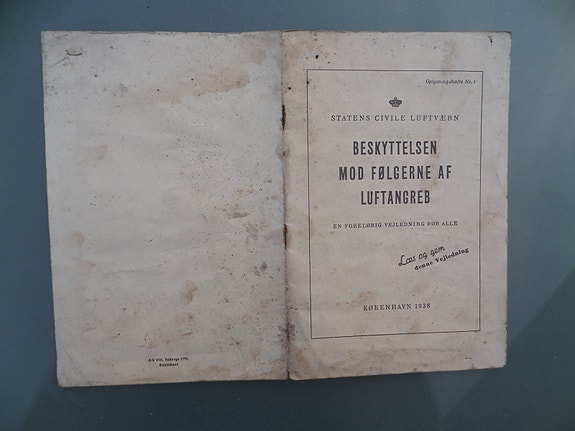 Oplysningshæfte Nr. 1
STATENS CIVILE LUFTVÆRN
BESKYTTELSEN
MOD FØLGERNE AF
LUFTANGREB
EN FORELØBIG VEJLEDNING FOR ALLE
Læs og gem
denne Vejledning
KØBENHAVN 1938
A/S
København